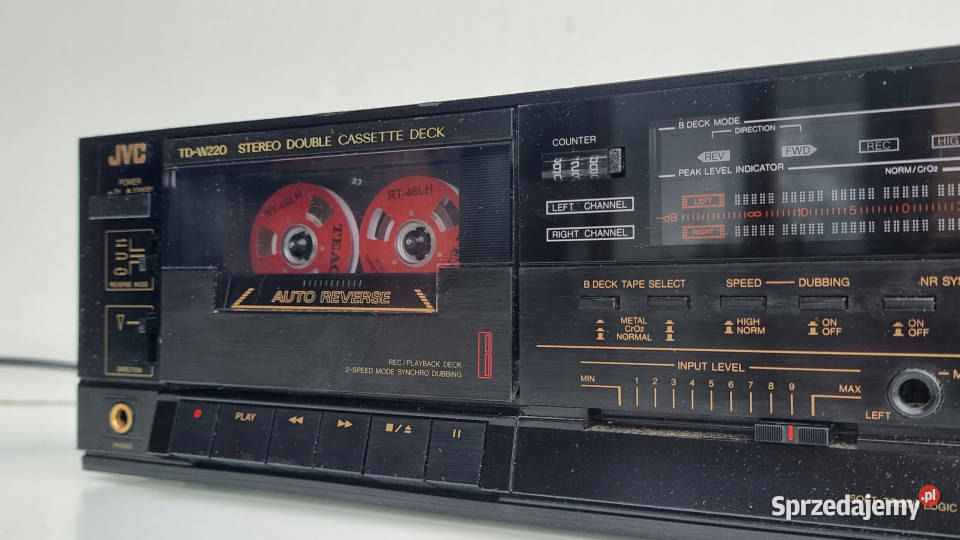 JVC
TD-W220 STEREO DOUBLE CASSETTE DECK
POWER
REVERSE MODE
DIRECTION
RT-46LH
RT-46LH
TEAC
AUTO REVERSE
REC/PLAYBACK DECK
2-SPEED MODE SYNCHRO DUBBING
B
PLAY
PHONES
COUNTER
LEFT CHANNEL
RIGHT CHANNEL
B DECK MODE
DIRECTION
REV FWD REC HIG
PEAK LEVEL INDICATOR NORM/CrO2
LEFT
-dB ∞ 10 5 0
RIGHT
B DECK TAPE SELECT SPEED DUBBING NR SYS
METAL
CrO2
NORMAL
HIGH
NORM
ON
OFF
ON
OFF
INPUT LEVEL
MIN 1 2 3 4 5 6 7 8 9 MAX
LEFT
LOGIC
Sprzedajemy.pl